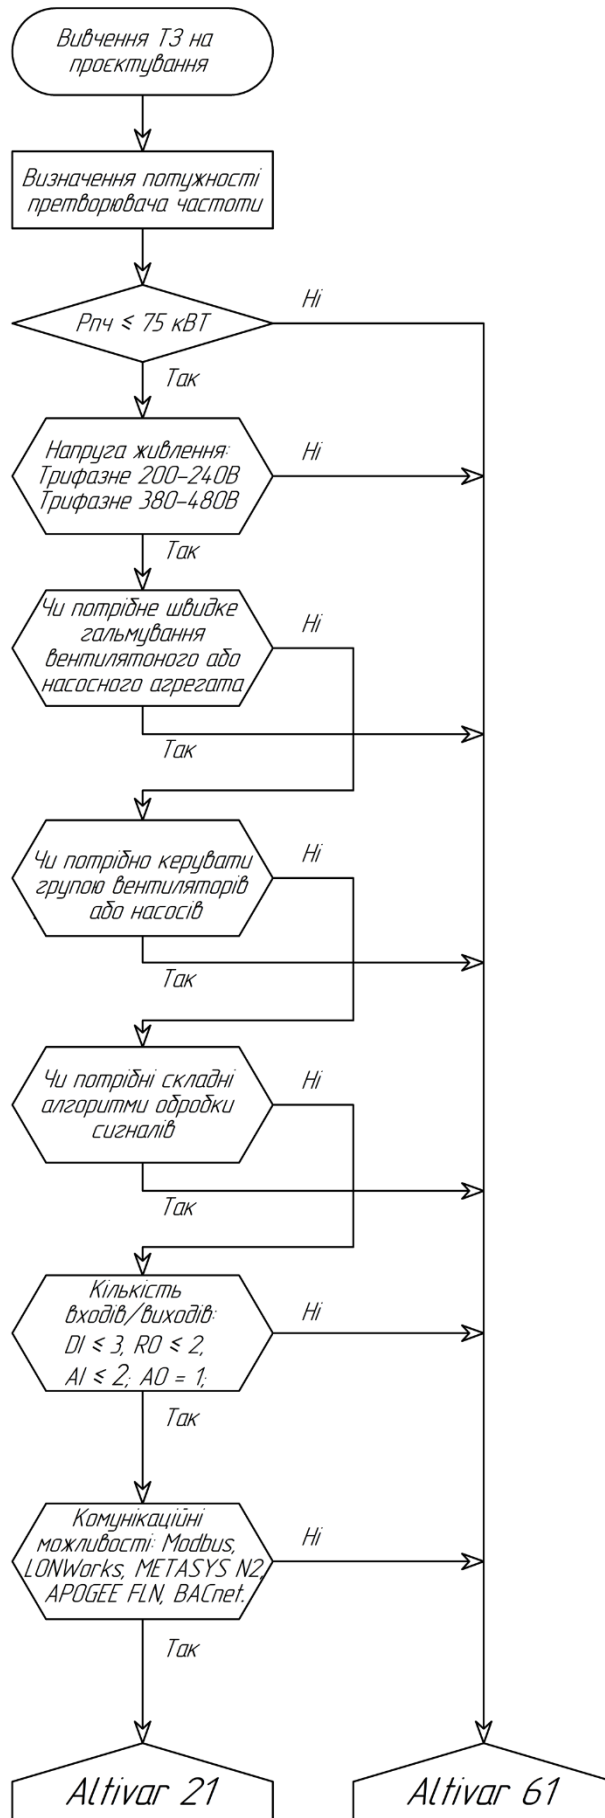 Вивчення ТЗ на
проєктування
Визначення потужності
претворювача частоти
Рпч ≤ 75 кВТ
Ні
Так
Напруга живлення:
Трифазне 200-240В
Трифазне 380-480В
Ні
Так
Чи потрібне швидке
гальмування
вентилятоного або
насосного агрегата
Ні
Так
Чи потрібно керувати
групою вентиляторів
або насосів
Ні
Так
Чи потрібні складні
алгоритми обробки
сигналів
Ні
Так
Кількість
входів/виходів:
DI ≤ 3, RO ≤ 2,
AI ≤ 2; AO = 1;
Ні
Так
Комунікаційні
можливості: Modbus,
LONWorks, METASYS N2,
APOGEE FLN, BACnet.
Ні
Так
Altivar 21
Altivar 61